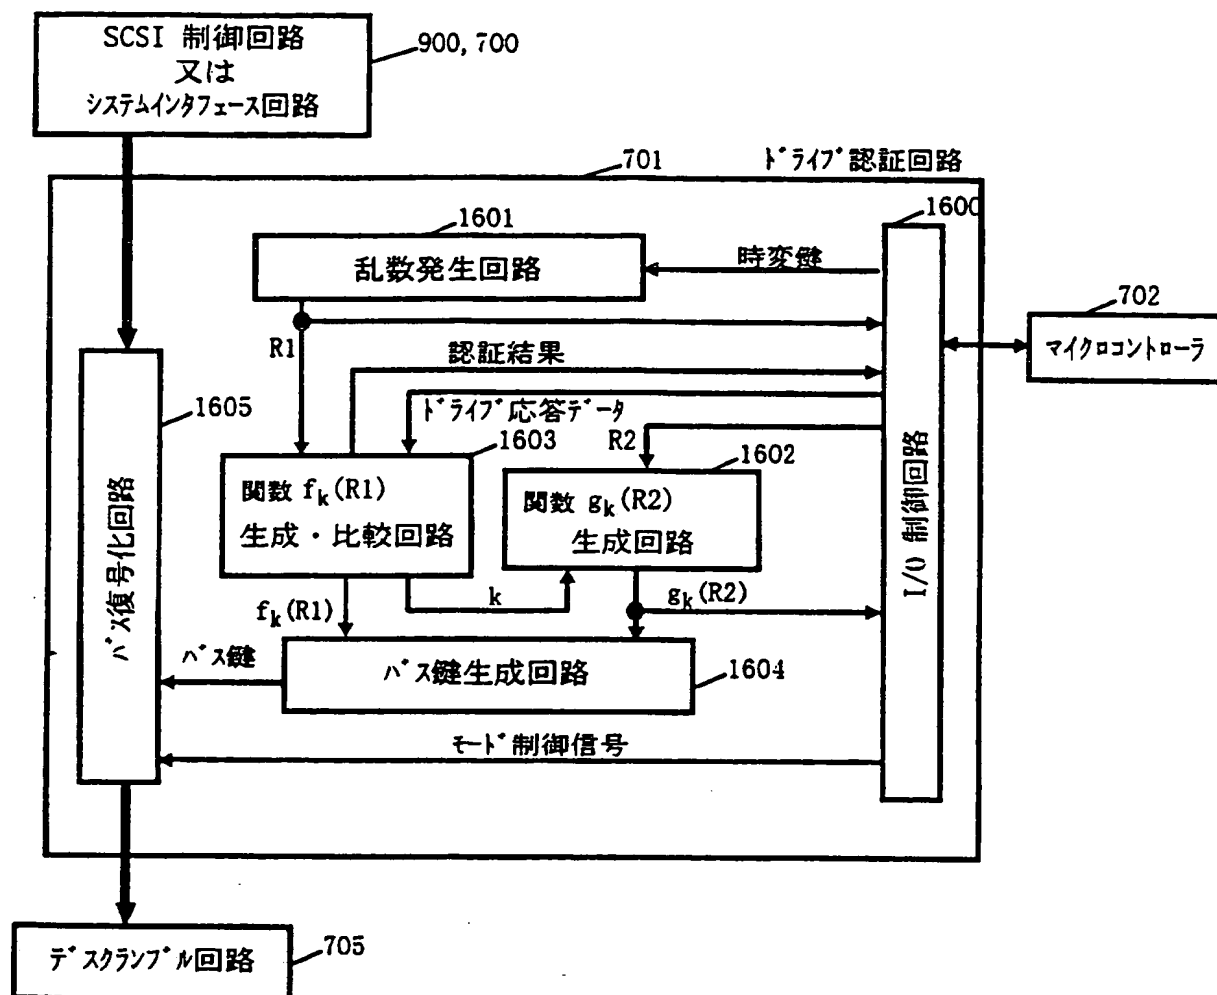 SCSI 制御回路
又は
システムインタフェース回路
900, 700
701
ドライブ認証回路
1600
1601
乱数発生回路
時変鍵
702
マイクロコントローラ
R1
認証結果
1605
ドライブ応答データ
1603
R2
1602
関数 fk(R1)
生成・比較回路
関数 gk(R2)
生成回路
I/O 制御回路
バス復号化回路
fk(R1)
k
gk(R2)
バス鍵
バス鍵生成回路
1604
モード制御信号
デスクランブル回路
705